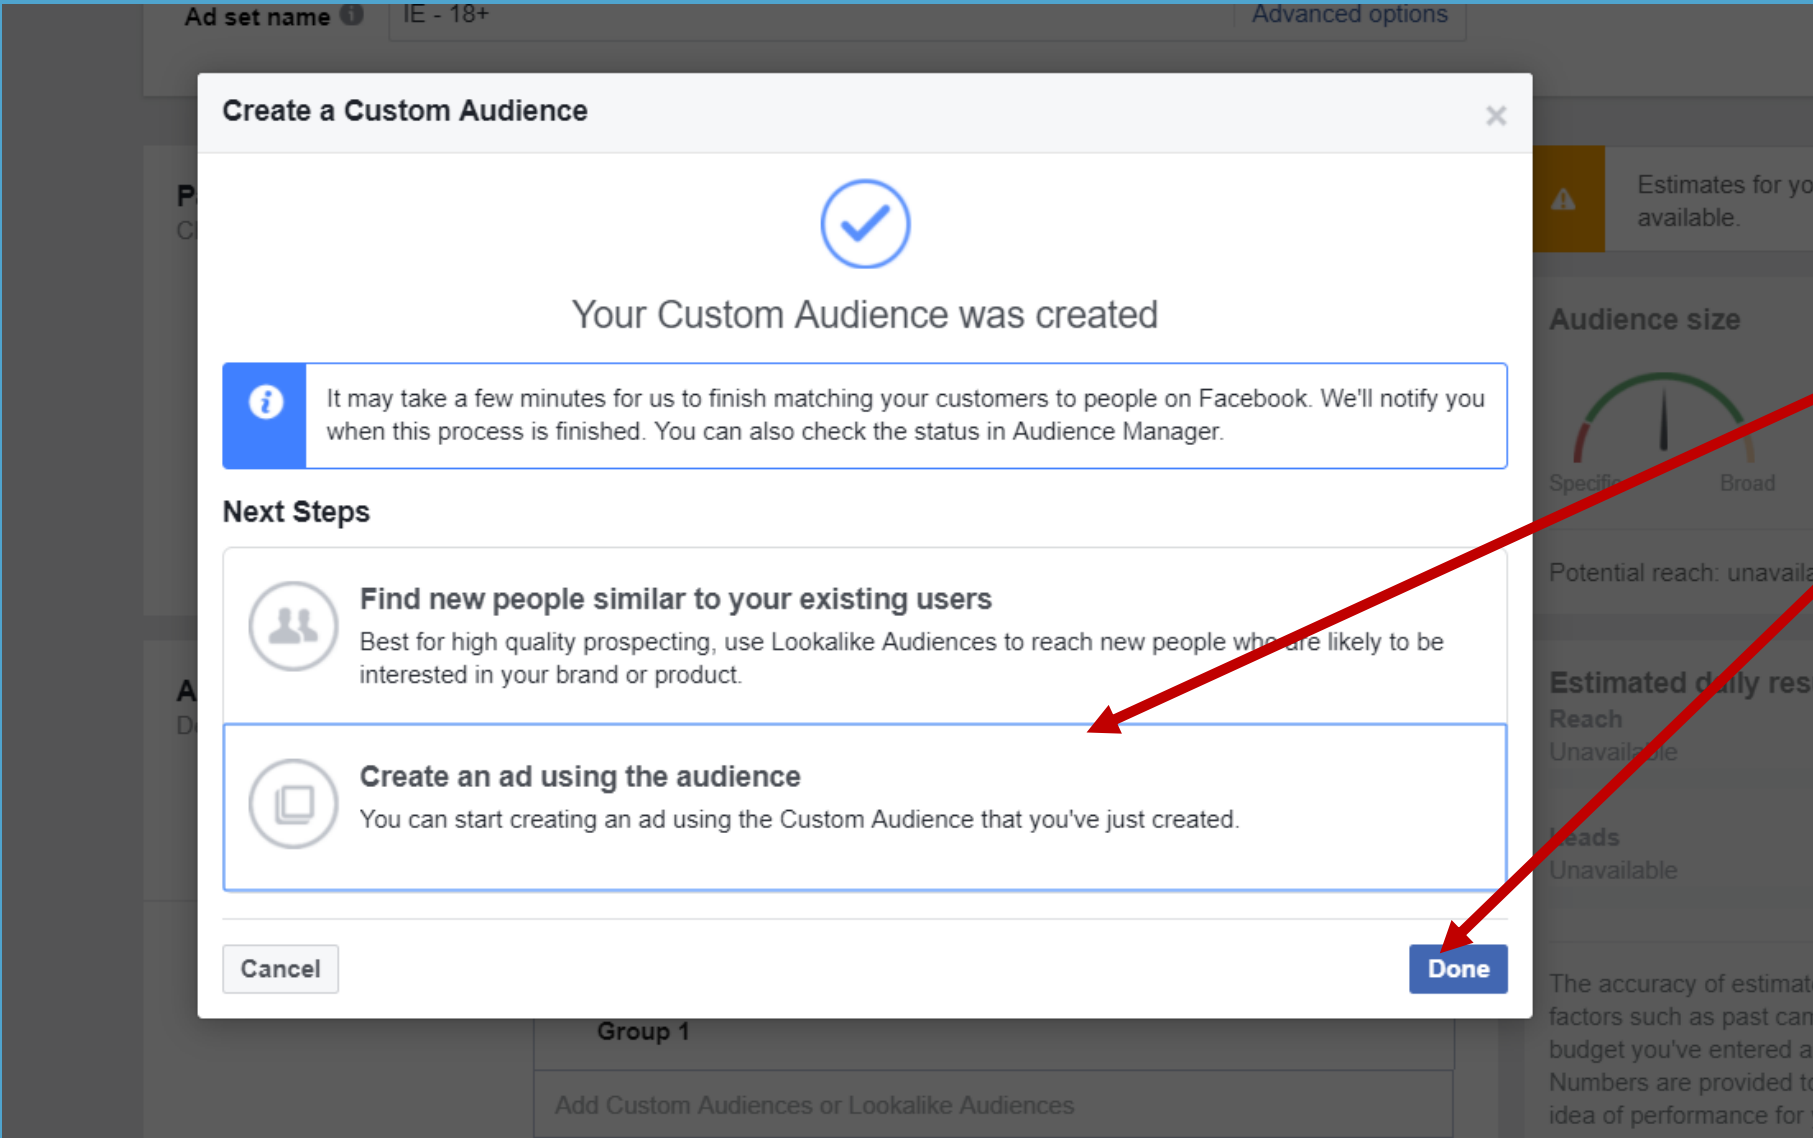 Ad set name
IE - 18+
Advanced options
Create a Custom Audience
Your Custom Audience was created
It may take a few minutes for us to finish matching your customers to people on Facebook. We'll notify you
when this process is finished. You can also check the status in Audience Manager.
Next Steps
Find new people similar to your existing users
Best for high quality prospecting, use Lookalike Audiences to reach new people who are likely to be
interested in your brand or product.
Create an ad using the audience
You can start creating an ad using the Custom Audience that you've just created.
Cancel
Done
Group 1
Add Custom Audiences or Lookalike Audiences
Estimates for
available.
Audience size
Specific
Broad
Potential reach:
Estimated daily
Reach
Unavailable
Leads
Unavailable
The accuracy of
factors such as past
budget you've entered
Numbers are provided
idea of performance for